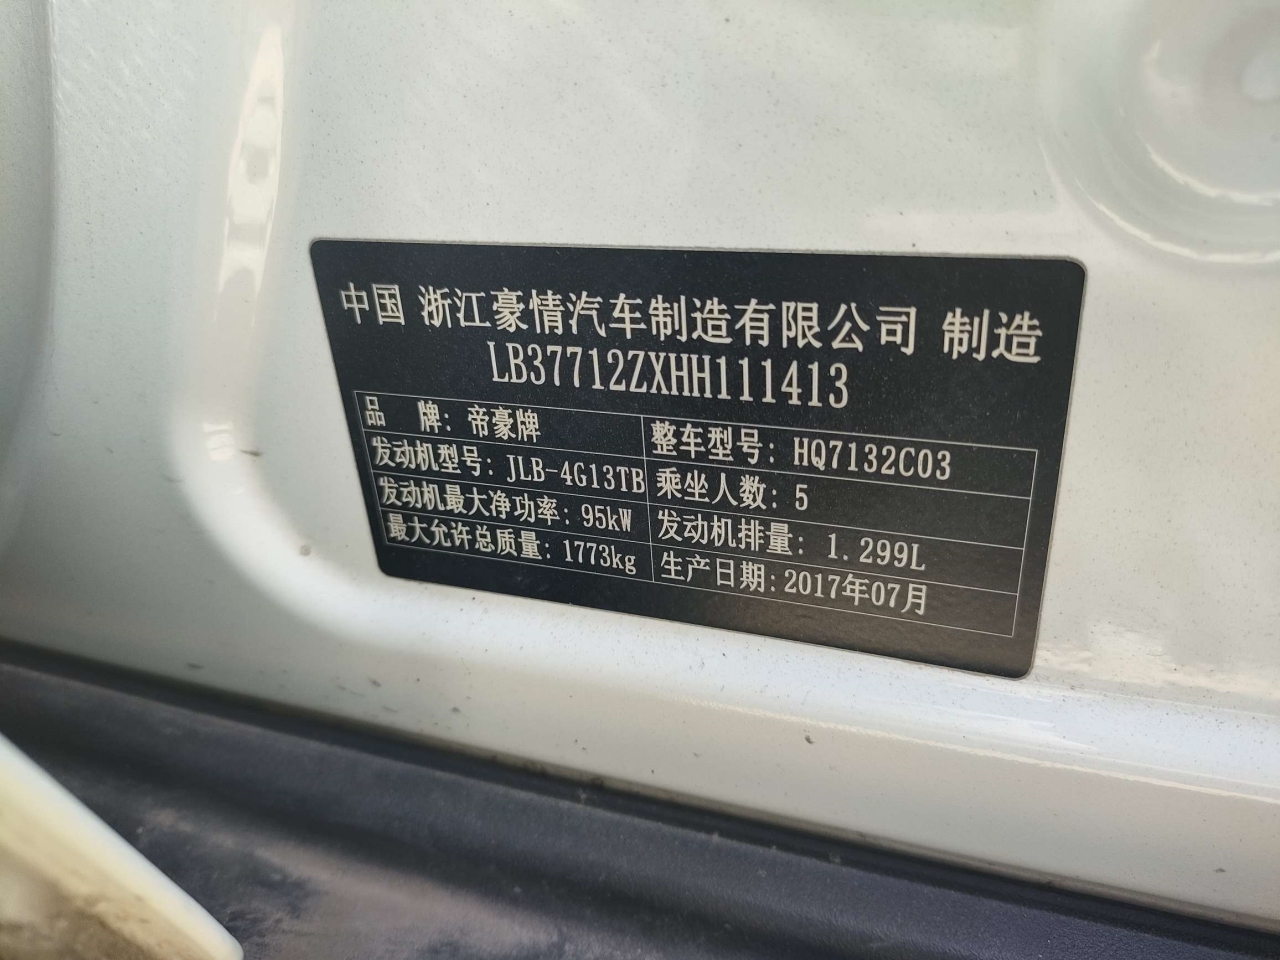 中国 浙江豪情汽车制造有限公司 制造
LB37712ZXHH111413
品 牌: 帝豪牌 整车型号: HQ7132C03
发动机型号: JLB-4G13TB 乘坐人数: 5
发动机最大净功率: 95kW 发动机排量: 1.299L
最大允许总质量: 1773kg 生产日期: 2017年07月